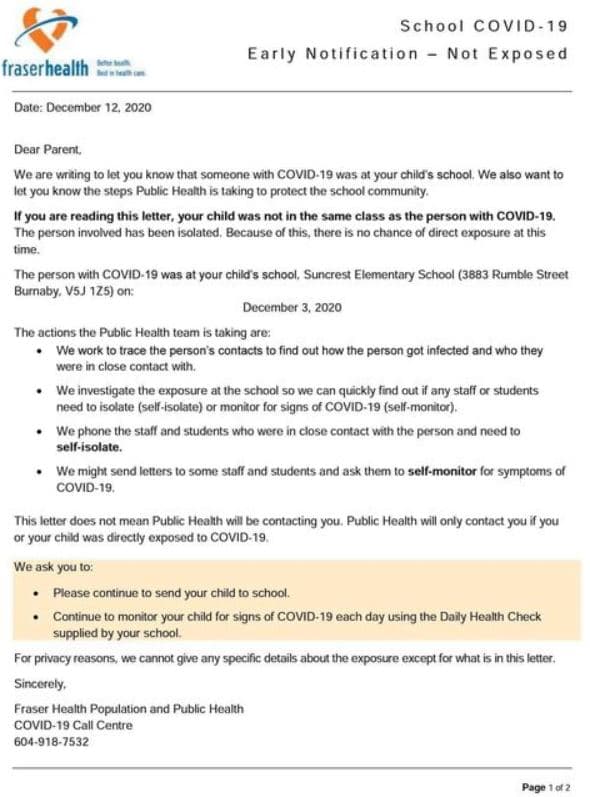 School COVID-19
Early Notification – Not Exposed
fraserhealth
Better health.
Best in health care.
Date: December 12, 2020
Dear Parent,
We are writing to let you know that someone with COVID-19 was at your child's school. We also want to
let you know the steps Public Health is taking to protect the school community.
If you are reading this letter, your child was not in the same class as the person with COVID-19.
The person involved has been isolated. Because of this, there is no chance of direct exposure at this
time.
The person with COVID-19 was at your child's school, Suncrest Elementary School (3883 Rumble Street
Burnaby, V5J 1Z5) on:
December 3, 2020
The actions the Public Health team is taking are:
• We work to trace the person's contacts to find out how the person got infected and who they
were in close contact with.
• We investigate the exposure at the school so we can quickly find out if any staff or students
need to isolate (self-isolate) or monitor for signs of COVID-19 (self-monitor).
• We phone the staff and students who were in close contact with the person and need to
self-isolate.
• We might send letters to some staff and students and ask them to self-monitor for symptoms of
COVID-19.
This letter does not mean Public Health will be contacting you. Public Health will only contact you if you
or your child was directly exposed to COVID-19.
We ask you to:
• Please continue to send your child to school.
• Continue to monitor your child for signs of COVID-19 each day using the Daily Health Check
supplied by your school.
For privacy reasons, we cannot give any specific details about the exposure except for what is in this letter.
Sincerely,
Fraser Health Population and Public Health
COVID-19 Call Centre
604-918-7532
Page 1 of 2